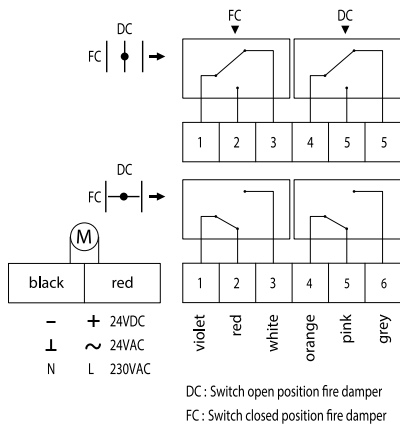 FC DC
DC
FC
1 2 3 4 5 5
DC
FC
M
black red
1 2 3 4 5 6
violet red white orange pink grey
– + 24VDC
⊥ ~ 24VAC
N L 230VAC
DC : Switch open position fire damper
FC : Switch closed position fire damper